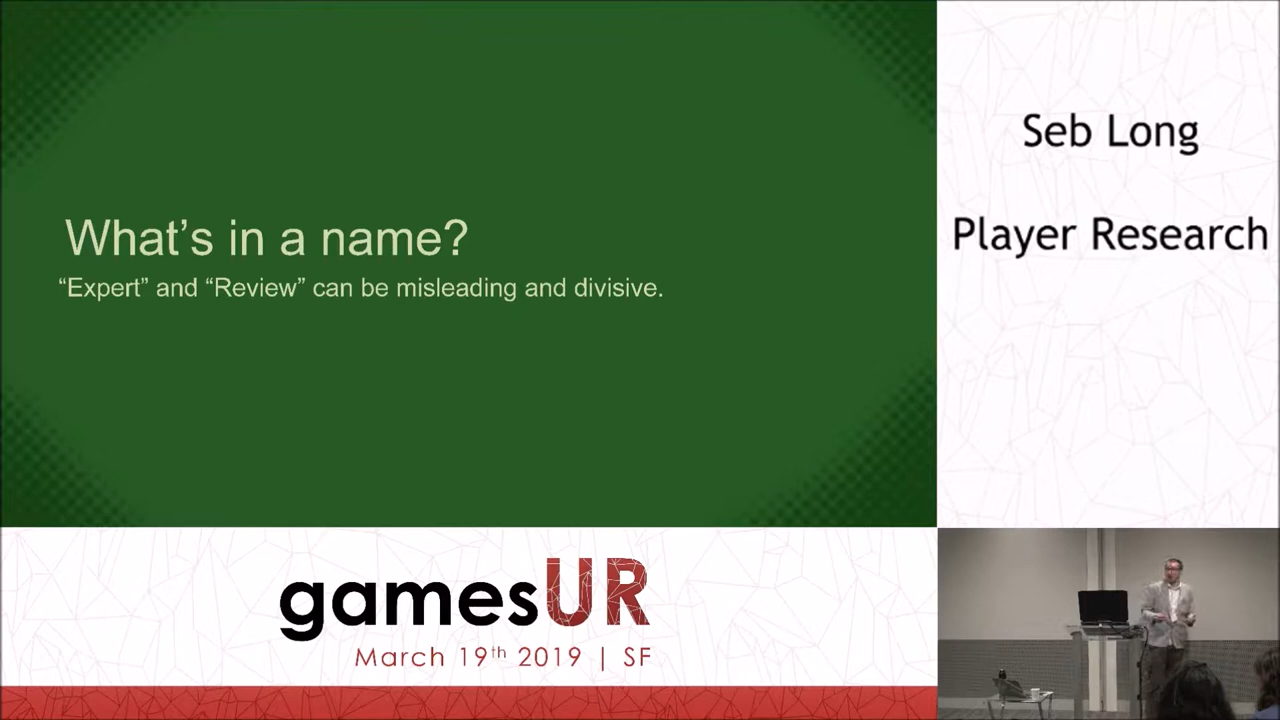 What's in a name?
“Expert” and “Review” can be misleading and divisive.
Seb Long
Player Research
gamesUR
March 19th 2019 | SF